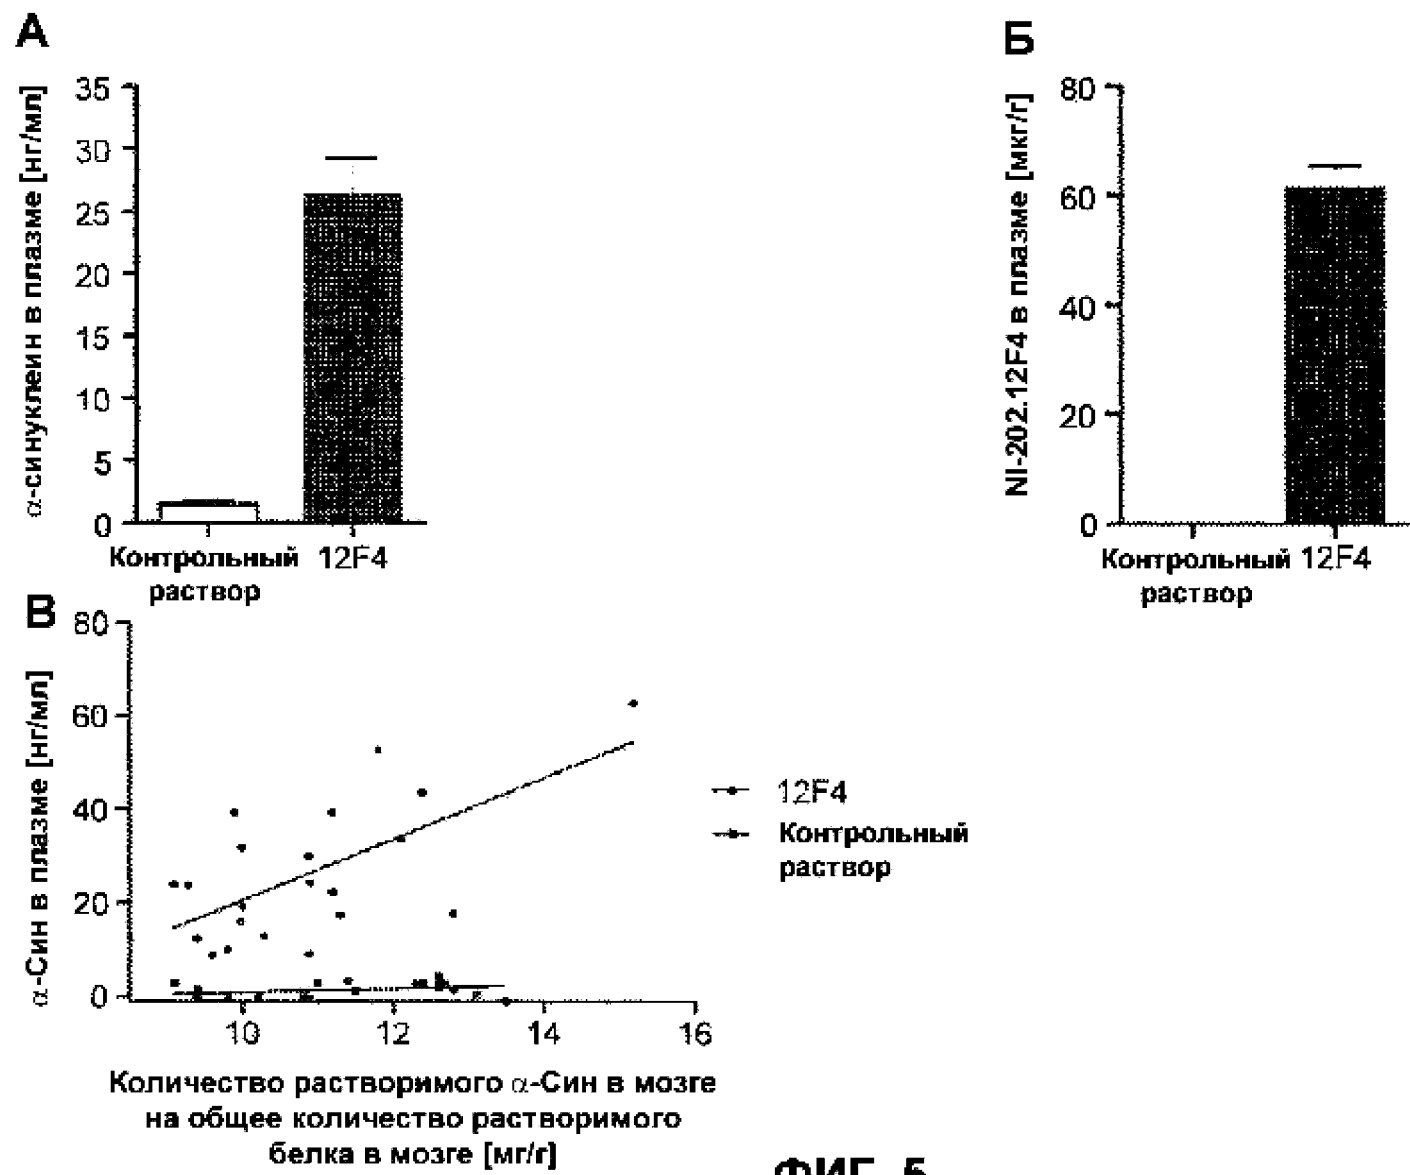 А
α-синуклеин в плазме [нг/мл]
35
30
25
20
15
10
5
0
Контрольный 12F4
раствор
Б
NI-202.12F4 в плазме [мкг/г]
80
60
40
20
0
Контрольный 12F4
раствор
В
α-Син в плазме [нг/мл]
80
60
40
20
0
10 12 14 16
12F4
Контрольный
раствор
Количество растворимого α-Син в мозге
на общее количество растворимого
белка в мозге [мг/г]
ФИГ. 5